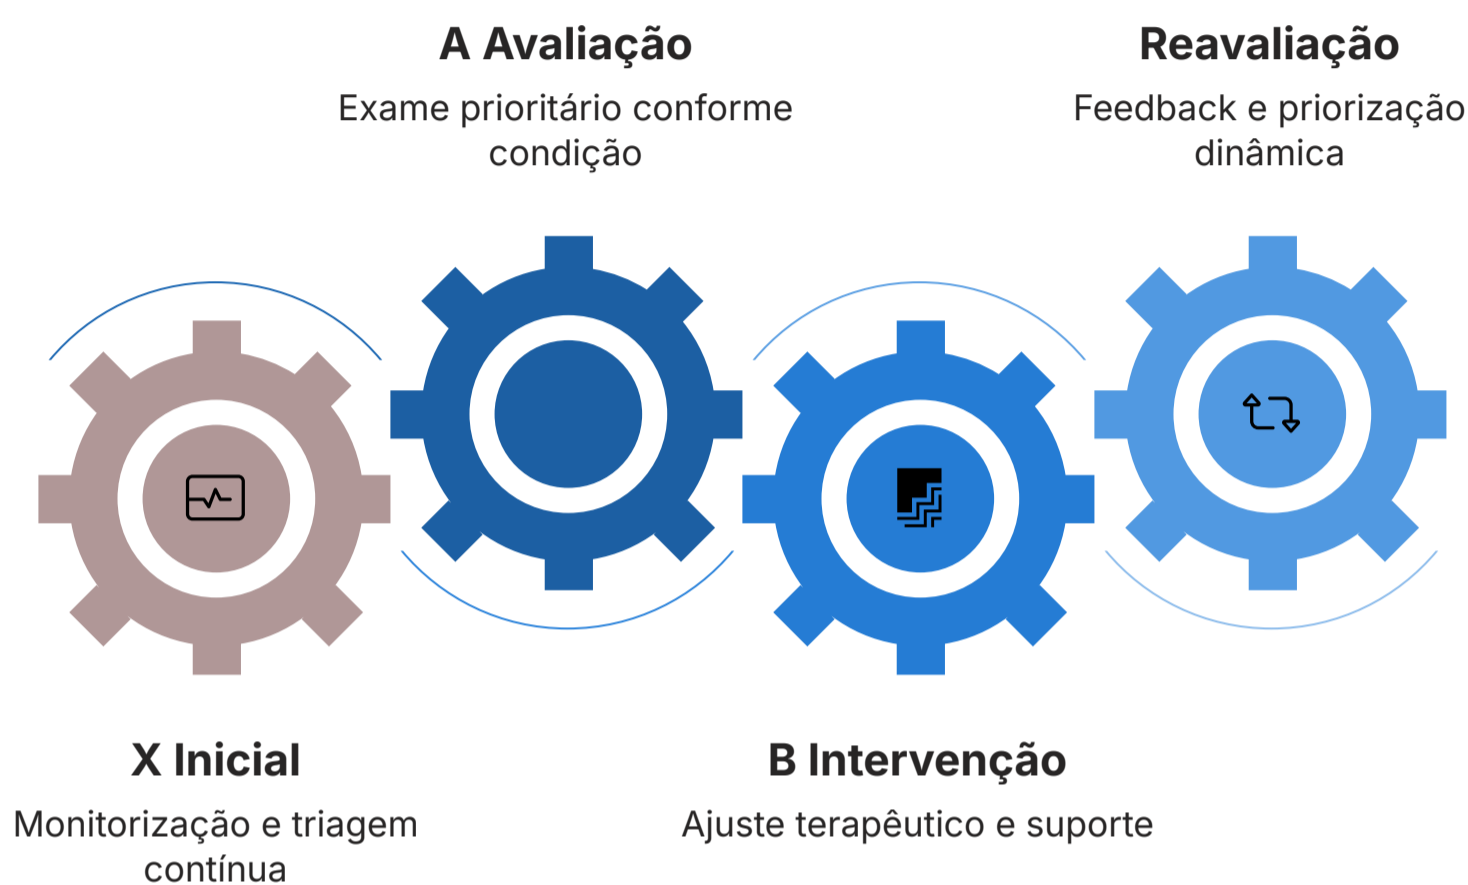 A Avaliação
Exame prioritário conforme
condição
Reavaliação
Feedback e priorização
dinâmica
X Inicial
Monitorização e triagem
contínua
B Intervenção
Ajuste terapêutico e suporte